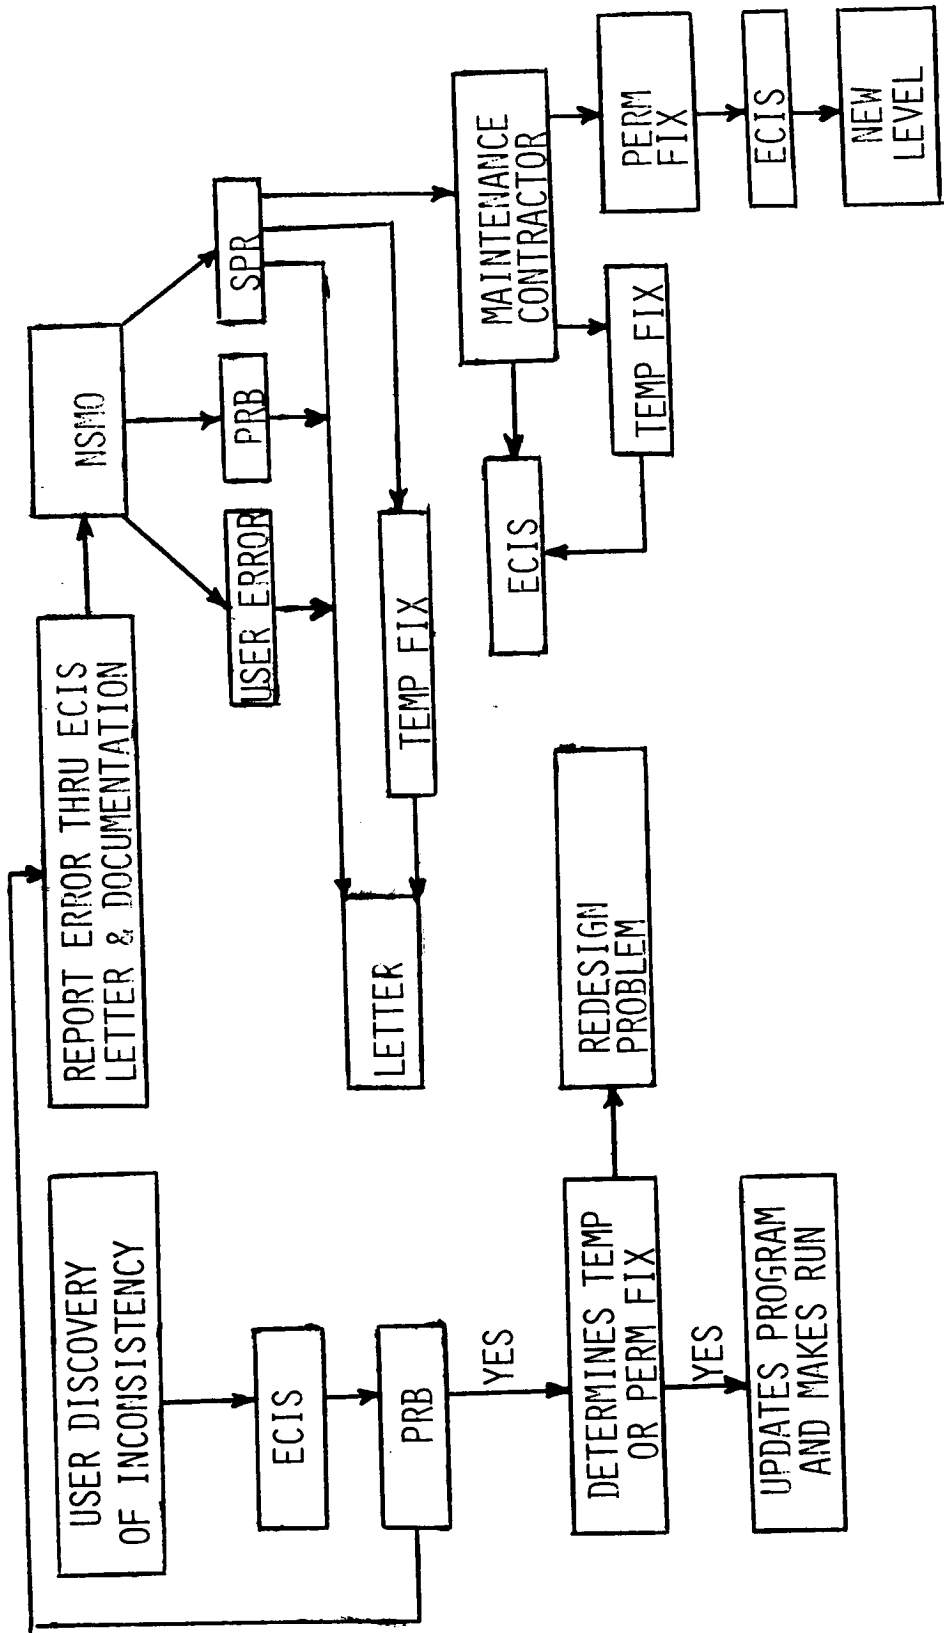 USER DISCOVERY
OF INCONSISTENCY
ECIS
PRB
YES
DETERMINES TEMP
OR PERM FIX
YES
UPDATES PROGRAM
AND MAKES RUN
REDESIGN
PROBLEM
REPORT ERROR THRU ECIS
LETTER & DOCUMENTATION
NSMO
USER ERROR
PRB
SPR
LETTER
TEMP FIX
MAINTENANCE
CONTRACTOR
ECIS
TEMP FIX
PERM
FIX
ECIS
NEW
LEVEL